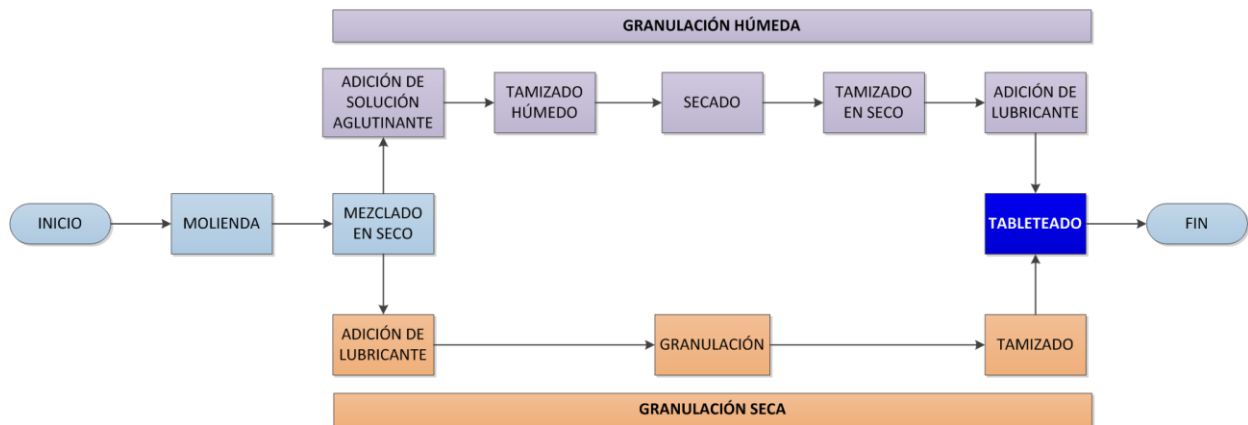 GRANULACIÓN HÚMEDA
ADICIÓN DE
SOLUCIÓN
AGLUTINANTE
TAMIZADO
HÚMEDO
SECADO
TAMIZADO
EN SECO
ADICIÓN DE
LUBRICANTE
INICIO
MOLIENDA
MEZCLADO
EN SECO
TABLETEADO
FIN
ADICIÓN DE
LUBRICANTE
GRANULACIÓN
TAMIZADO
GRANULACIÓN SECA